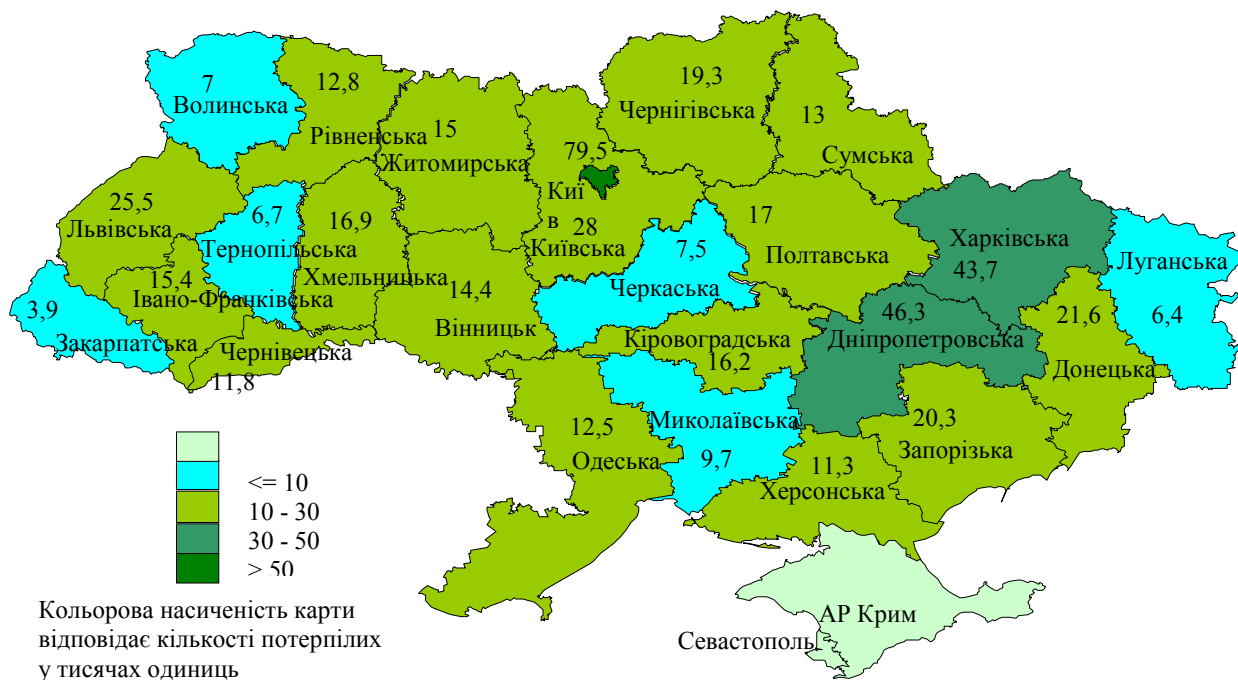 7
Волинська
12,8
Рівненська
15
Житомирська
79,5
Киї
в
28
Київська
19,3
Чернігівська
13
Сумська
25,5
Львівська
6,7
Тернопільська
16,9
Хмельницька
15,4
Івано-Франківська
3,9
Закарпатська
Чернівецька
11,8
14,4
Вінницьк
7,5
Черкаська
17
Полтавська
Харківська
43,7
Луганська
6,4
Кіровоградська
16,2
46,3
Дніпропетровська
21,6
Донецька
12,5
Одеська
Миколаївська
9,7
11,3
Херсонська
20,3
Запорізька
АР Крим
Севастополь
<= 10
10 - 30
30 - 50
> 50
Кольорова насиченість карти
відповідає кількості потерпілих
у тисячах одиниць